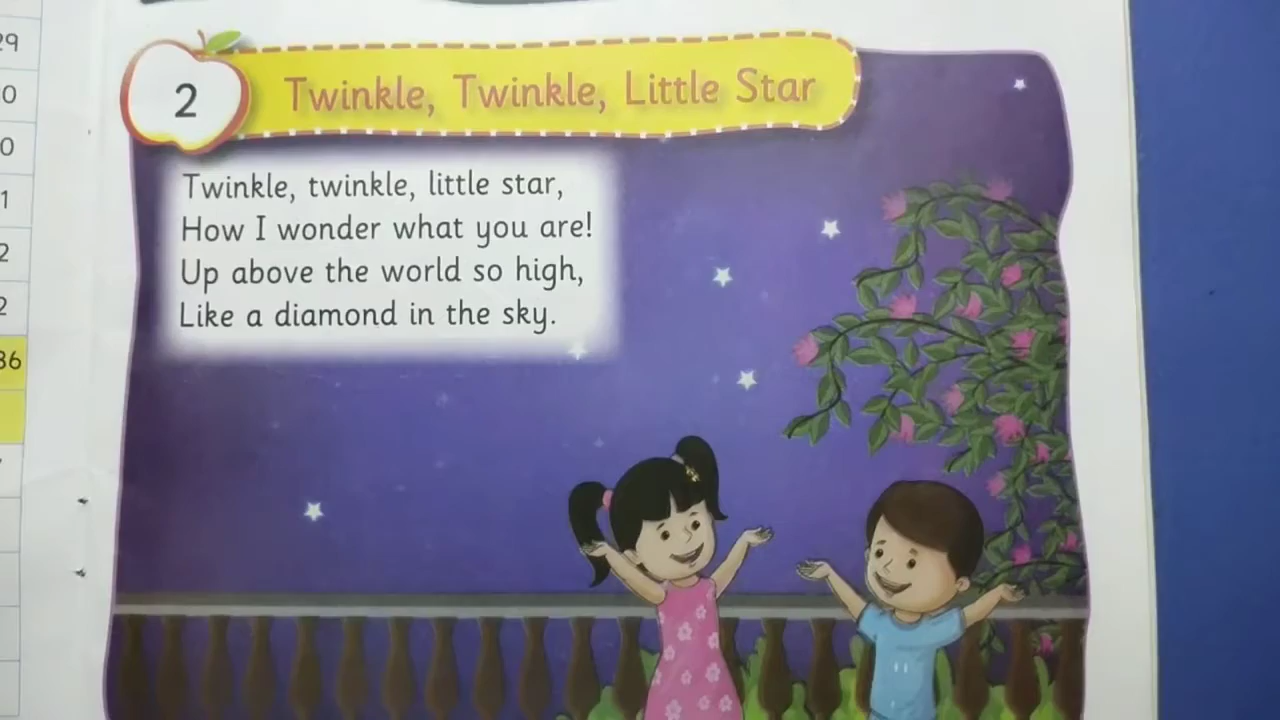 2
Twinkle, Twinkle, Little Star
Twinkle, twinkle, little star,
How I wonder what you are!
Up above the world so high,
Like a diamond in the sky.